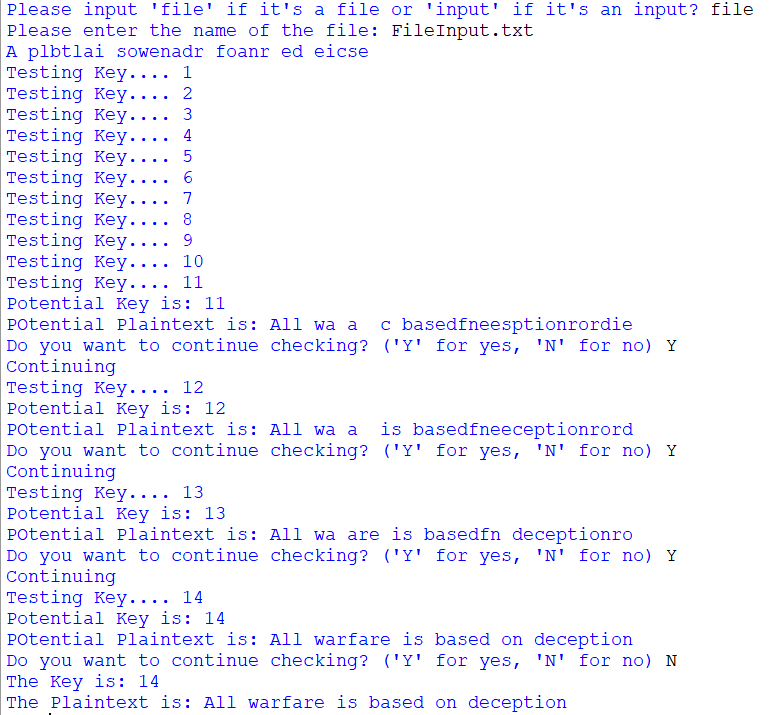 Please input 'file' if it's a file or 'input' if it's an input? file
Please enter the name of the file: FileInput.txt
A plbtlai sowenadr foanr ed eicse
Testing Key.... 1
Testing Key.... 2
Testing Key.... 3
Testing Key.... 4
Testing Key.... 5
Testing Key.... 6
Testing Key.... 7
Testing Key.... 8
Testing Key.... 9
Testing Key.... 10
Testing Key.... 11
Potential Key is: 11
POtential Plaintext is: All wa a  c basedfneesptionrordie
Do you want to continue checking? ('Y' for yes, 'N' for no) Y
Continuing
Testing Key.... 12
Potential Key is: 12
POtential Plaintext is: All wa a  is basedfneeceptionrord
Do you want to continue checking? ('Y' for yes, 'N' for no) Y
Continuing
Testing Key.... 13
Potential Key is: 13
POtential Plaintext is: All wa are is basedfn deceptionro
Do you want to continue checking? ('Y' for yes, 'N' for no) Y
Continuing
Testing Key.... 14
Potential Key is: 14
POtential Plaintext is: All warfare is based on deception
Do you want to continue checking? ('Y' for yes, 'N' for no) N
The Key is: 14
The Plaintext is: All warfare is based on deception